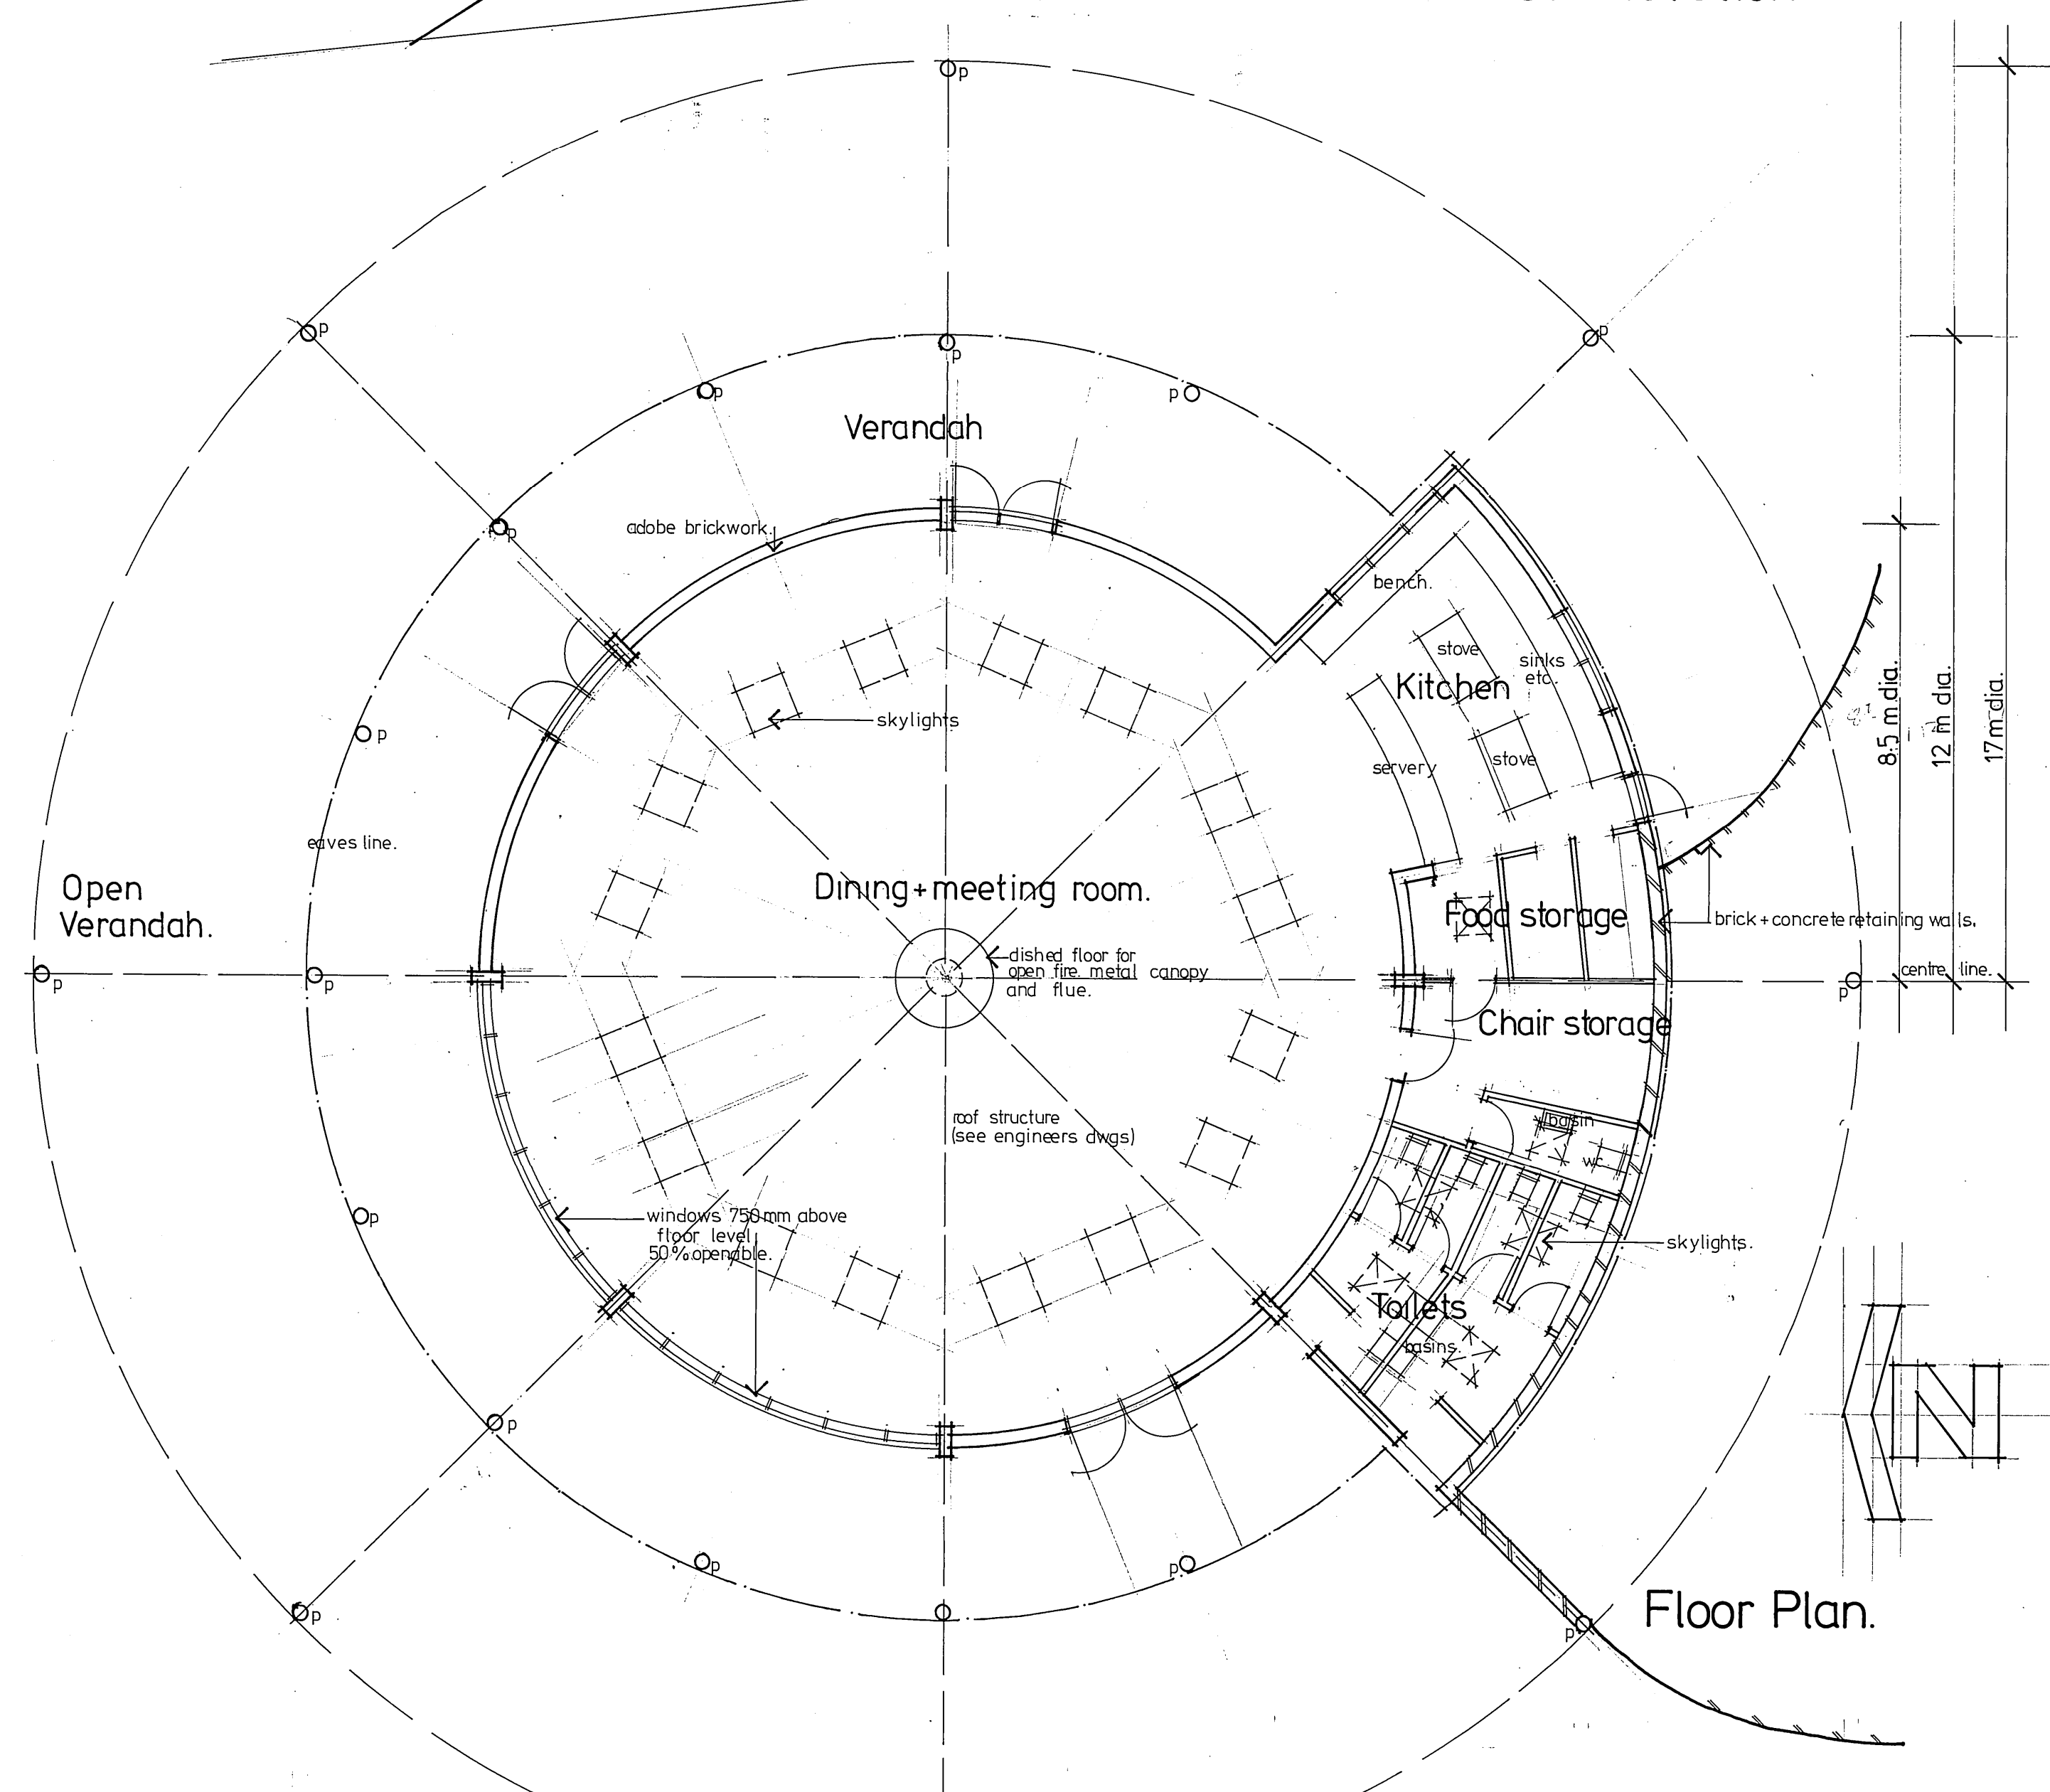 p
p
p
p
p
p
p
Verandah
p
adobe brickwork.
bench.
stove
sinks
etc.
Kitchen
skylights
p
stove
servery
8.5 m dia.
12 m dia.
17m dia.
eaves line.
Open
Verandah.
Dining+meeting room.
Food storage
brick+concrete retaining walls.
dished floor for
open fire. metal canopy
and flue.
centre line.
p
p
p
Chair storage
roof structure
(see engineers dwgs)
basin
wc.
windows 750mm above
floor level
50% openable.
p
skylights.
Toilets
basins.
N
p
p
p
p
p
Floor Plan.